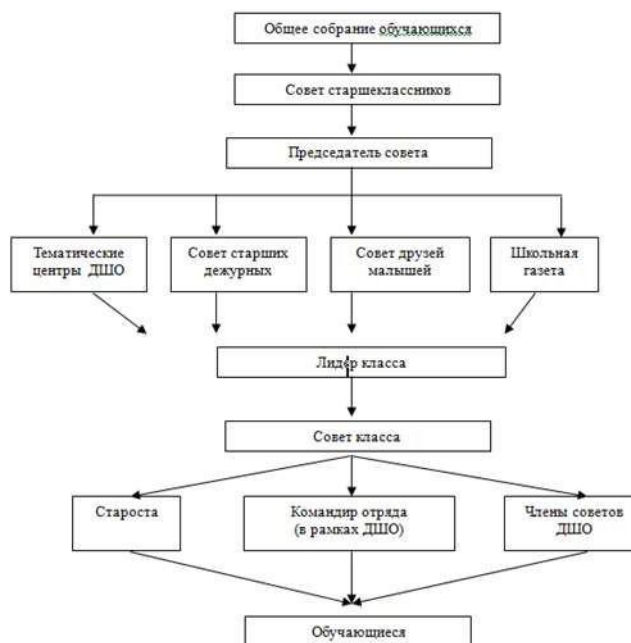 Общее собрание обучающихся
Совет старшеклассников
Председатель совета
Тематические
центры ДШО
Совет старших
дежурных
Совет друзей
малышей
Школьная
газета
Лидер класса
Совет класса
Староста
Командир отряда
(в рамках ДШО)
Члены советов
ДШО
Обучающиеся